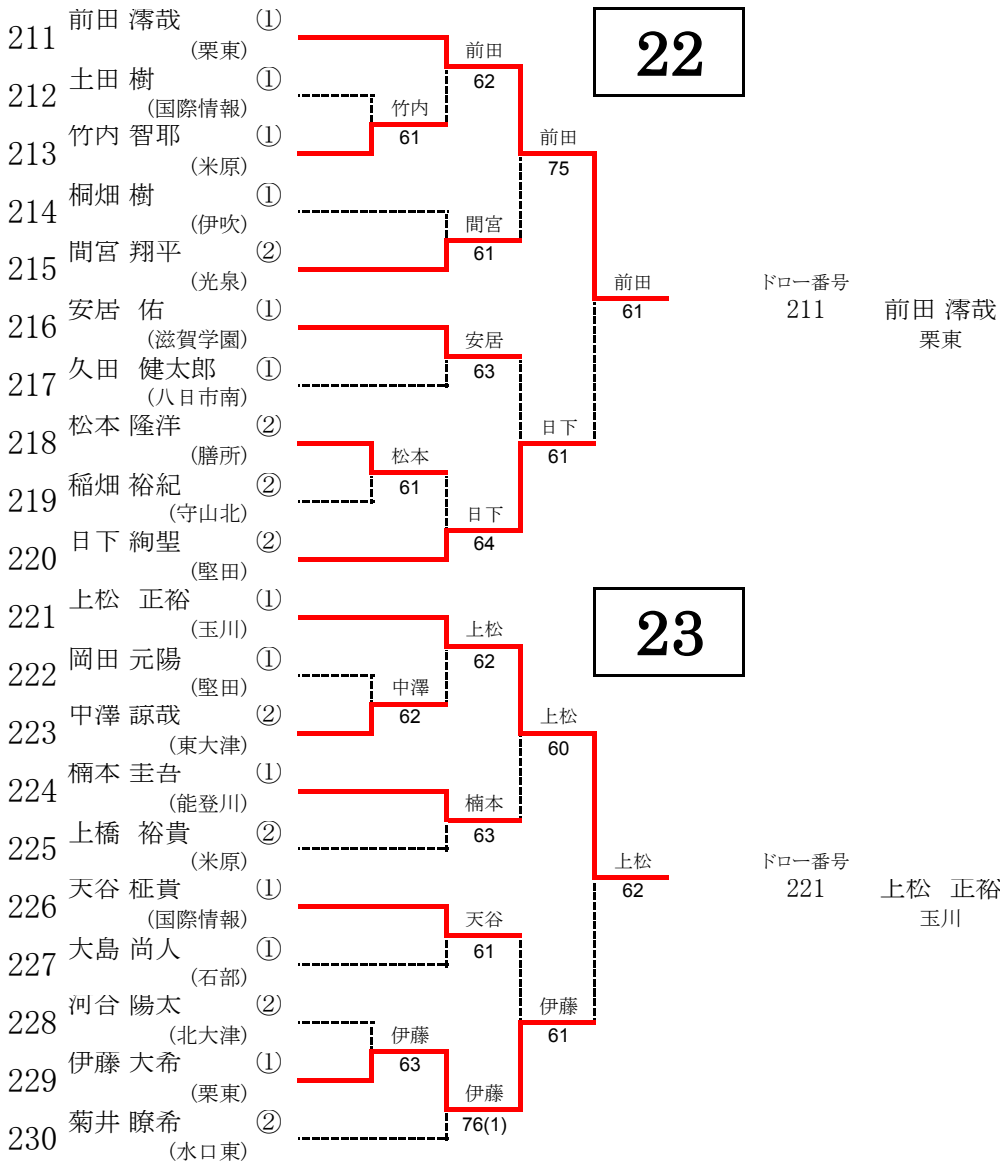 22
211 前田 澪哉 ①
(栗東)
212 土田 樹 ①
(国際情報)
213 竹内 智耶 ①
(米原)
214 桐畑 樹 ①
(伊吹)
215 間宮 翔平 ②
(光泉)
216 安居 佑 ①
(滋賀学園)
217 久田 健太郎 ①
(八日市南)
218 松本 隆洋 ②
(膳所)
219 稲畑 裕紀 ②
(守山北)
220 日下 絢聖 ②
(堅田)
竹内
61
松本
61
前田
62
間宮
61
安居
63
日下
64
前田
75
日下
61
前田
61
ドロー番号
211 前田 澪哉
栗東
23
221 上松 正裕 ①
(玉川)
222 岡田 元陽 ①
(堅田)
223 中澤 諒哉 ②
(東大津)
224 楠本 圭吾 ①
(能登川)
225 上橋 裕貴 ②
(米原)
226 天谷 柾貴 ①
(国際情報)
227 大島 尚人 ①
(石部)
228 河合 陽太 ②
(北大津)
229 伊藤 大希 ①
(栗東)
230 菊井 瞭希 ②
(水口東)
中澤
62
伊藤
63
上松
62
楠本
63
天谷
61
伊藤
76(1)
上松
60
伊藤
61
上松
62
ドロー番号
221 上松 正裕
玉川